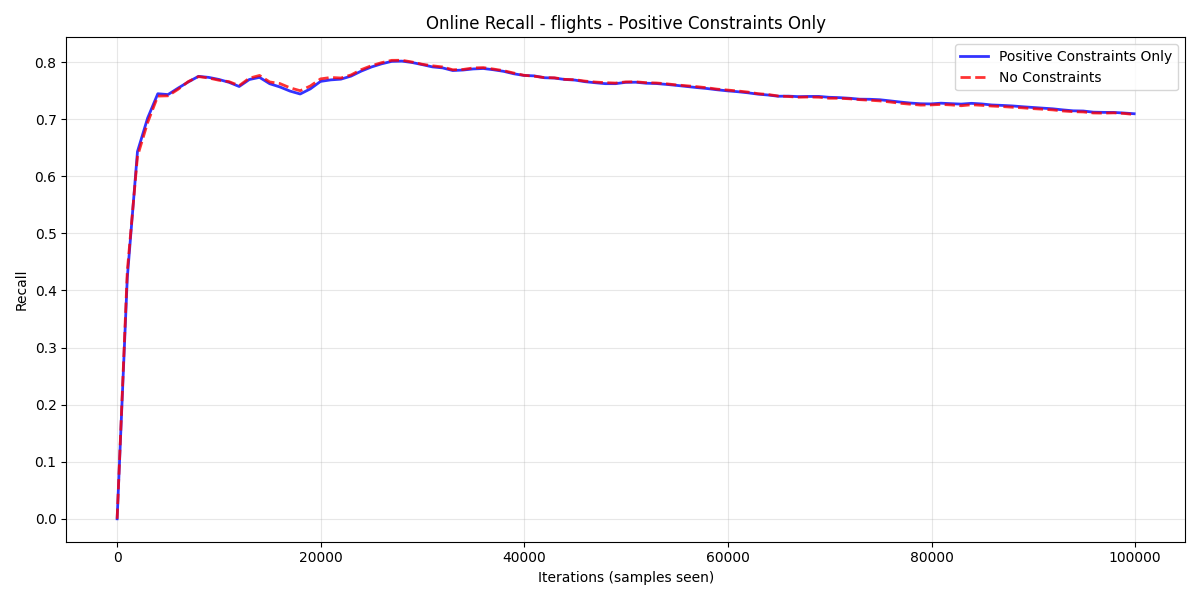 Online Recall - flights - Positive Constraints Only
Positive Constraints Only
No Constraints
Recall
0.8
0.7
0.6
0.5
0.4
0.3
0.2
0.1
0.0
0 20000 40000 60000 80000 100000
Iterations (samples seen)